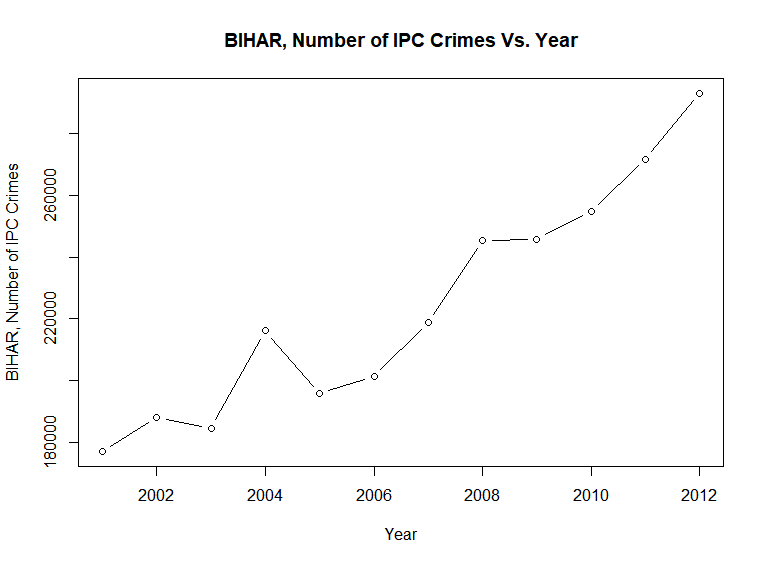 BIHAR, Number of IPC Crimes Vs. Year
BIHAR, Number of IPC Crimes
260000
220000
180000
2002 2004 2006 2008 2010 2012
Year